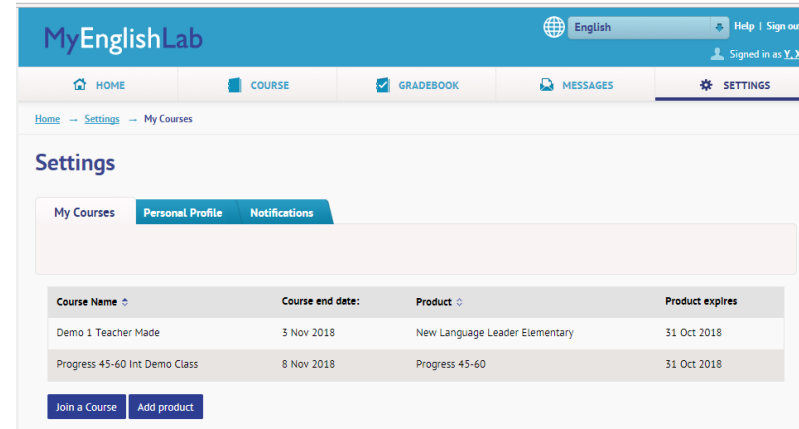 MyEnglishLab
English
Help | Sign out
Signed in as Y. X
HOME COURSE GRADEBOOK MESSAGES SETTINGS
Home → Settings → My Courses
Settings
My Courses Personal Profile Notifications
Course Name Course end date: Product Product expires
Demo 1 Teacher Made 3 Nov 2018 New Language Leader Elementary 31 Oct 2018
Progress 45-60 Int Demo Class 8 Nov 2018 Progress 45-60 31 Oct 2018
Join a Course Add product